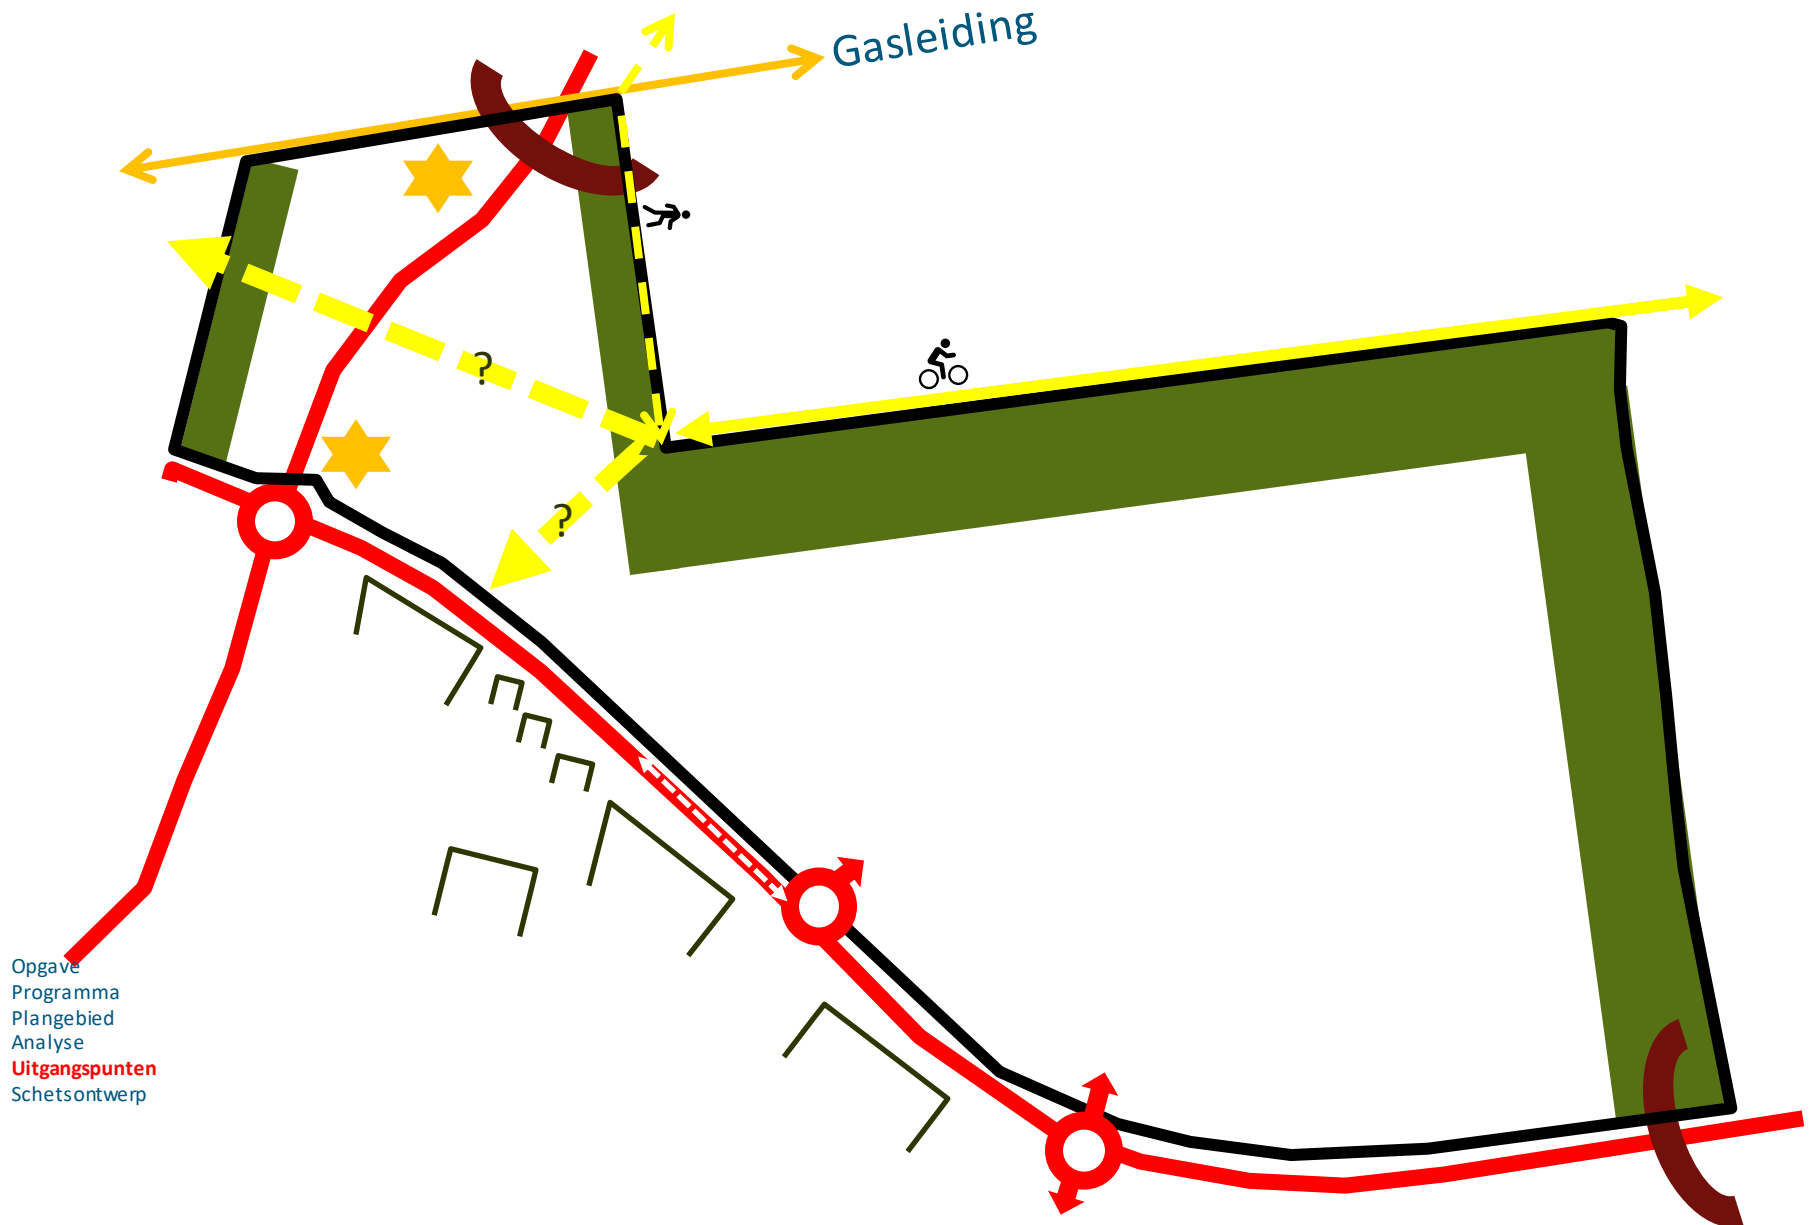 Gasleiding
?
?
Opgave
Programma
Plangebied
Analyse
Uitgangspunten
Schetsontwerp